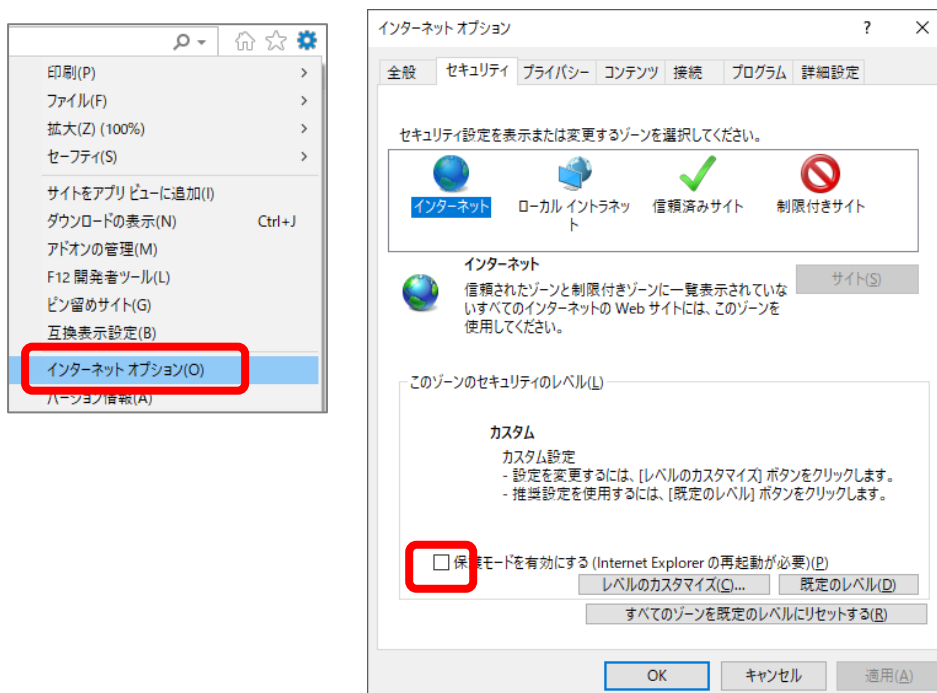 印刷(P)
ファイル(F)
拡大(Z) (100%)
セーフティ(S)
サイトをアプリ ビューに追加(I)
ダウンロードの表示(N) Ctrl+J
アドオンの管理(M)
F12 開発者ツール(L)
ピン留めサイト(G)
互換表示設定(B)
インターネット オプション(O)
バージョン情報(A)
インターネット オプション ? ×
全般 セキュリティ プライバシー コンテンツ 接続 プログラム 詳細設定
セキュリティ設定を表示または変更するゾーンを選択してください。
インターネット ローカル イントラネッ 信頼済みサイト 制限付きサイト
ト
インターネット
サイト(S)
信頼されたゾーンと制限付きゾーンに一覧表示されていな
いすべてのインターネットの Web サイトには、このゾーンを
使用してください。
このゾーンのセキュリティのレベル(L)
カスタム
カスタム設定
- 設定を変更するには、[レベルのカスタマイズ] ボタンをクリックします。
- 推奨設定を使用するには、[既定のレベル] ボタンをクリックします。
保護モードを有効にする (Internet Explorer の再起動が必要)(P)
レベルのカスタマイズ(C)... 既定のレベル(D)
すべてのゾーンを既定のレベルにリセットする(R)
OK キャンセル 適用(A)